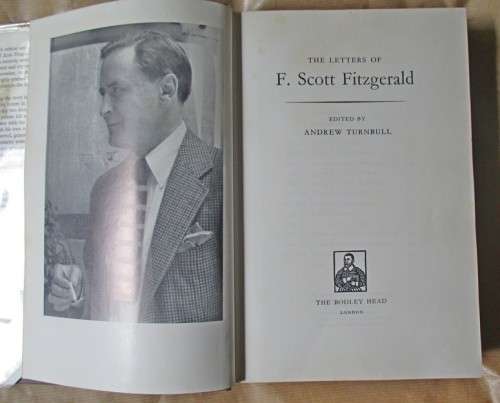 THE LETTERS OF
F. Scott Fitzgerald
EDITED BY
ANDREW TURNBULL
THE BODLEY HEAD
LONDON